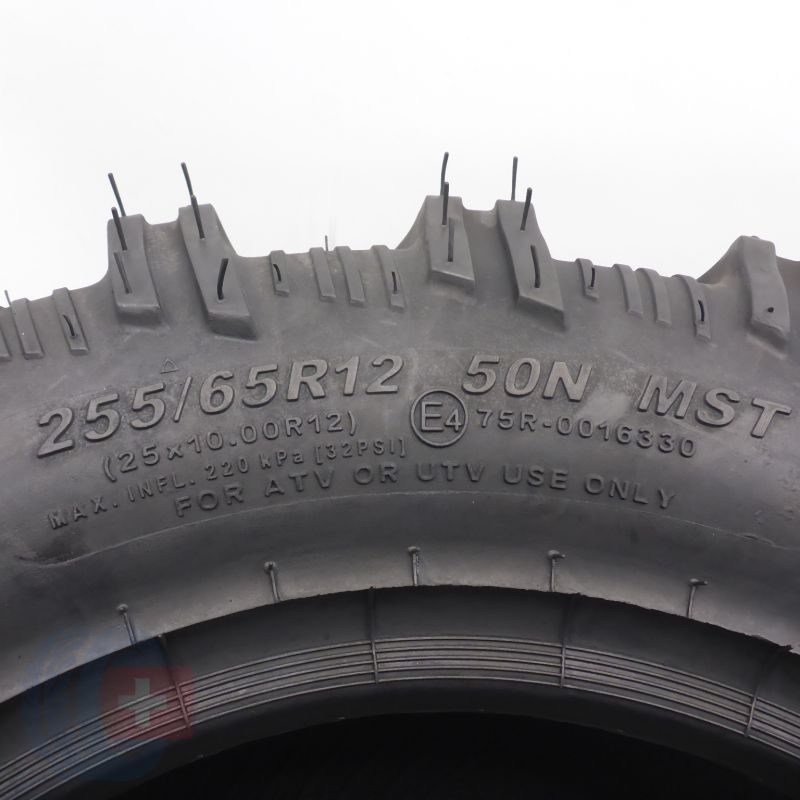 255/65R12 50N MST
(25x10.00R12) E4 75R-0016330
MAX. INFL. 220 kPa [32PSI]
FOR ATV OR UTV USE ONLY